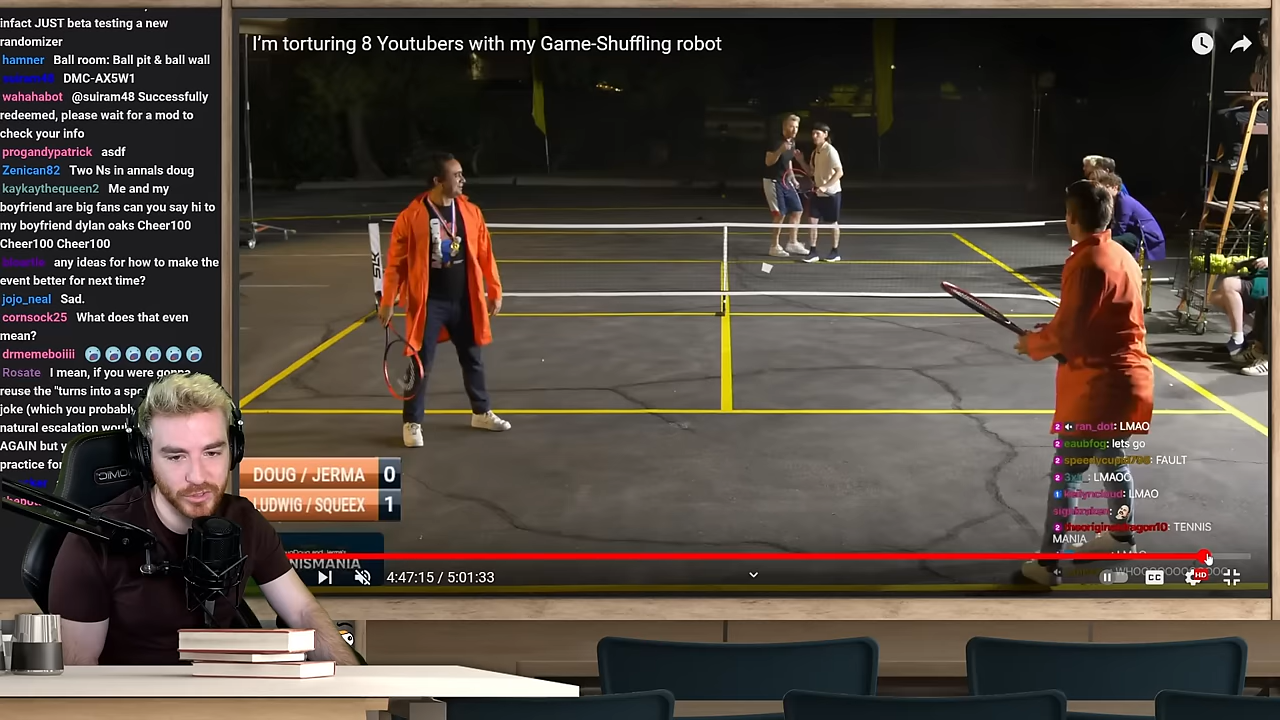 infact JUST beta testing a new
randomizer
hamner Ball room: Ball pit & ball wall
suiram48 DMC-AX5W1
wahahabot @suiram48 Successfully
redeemed, please wait for a mod to
check your info
progandypatrick asdf
Zenican82 Two Ns in annals doug
kaykaythequeen2 Me and my
boyfriend are big fans can you say hi to
my boyfriend dylan oaks Cheer100
Cheer100 Cheer100
any ideas for how to make the
event better for next time?
jojo_neal Sad.
cornsock25 What does that even
mean?
drmemeboiiii
Rosate I mean, if you were gonna
reuse the "turns into a
joke (which you probably
natural escalation
AGAIN but y
practice for
I'm torturing 8 Youtubers with my Game-Shuffling robot
DOUG / JERMA 0
LUDWIG / SQUEEX 1
NISMANIA
4:47:15 / 5:01:33
CC
HD
ran_dot: LMAO
eaubfog: lets go
FAULT
LMAOO
LMAO
TENNIS
MANIA